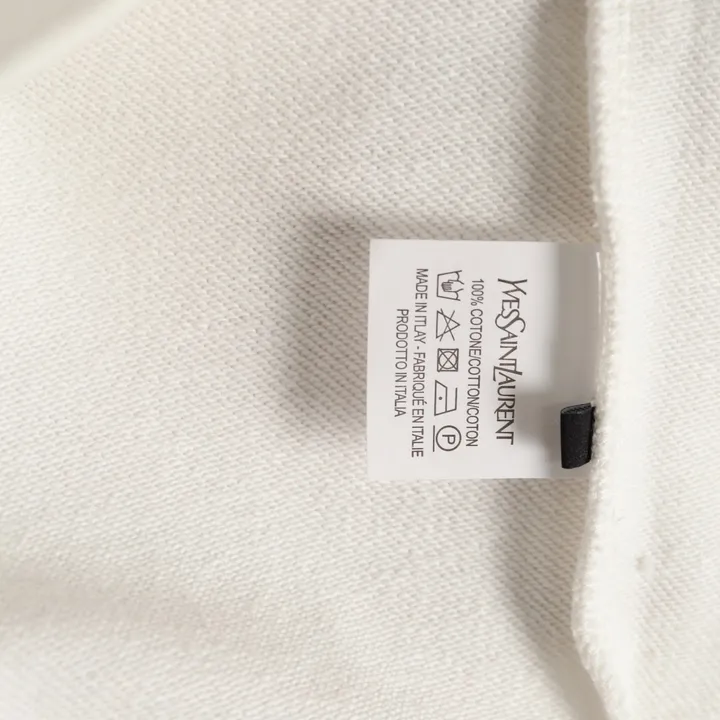 YVESSAINTLAURENT
100% COTONE/COTTON/COTON
P
MADE IN ITLAY - FABRIQUÉ EN ITALIE
PRODOTTO IN ITALIA